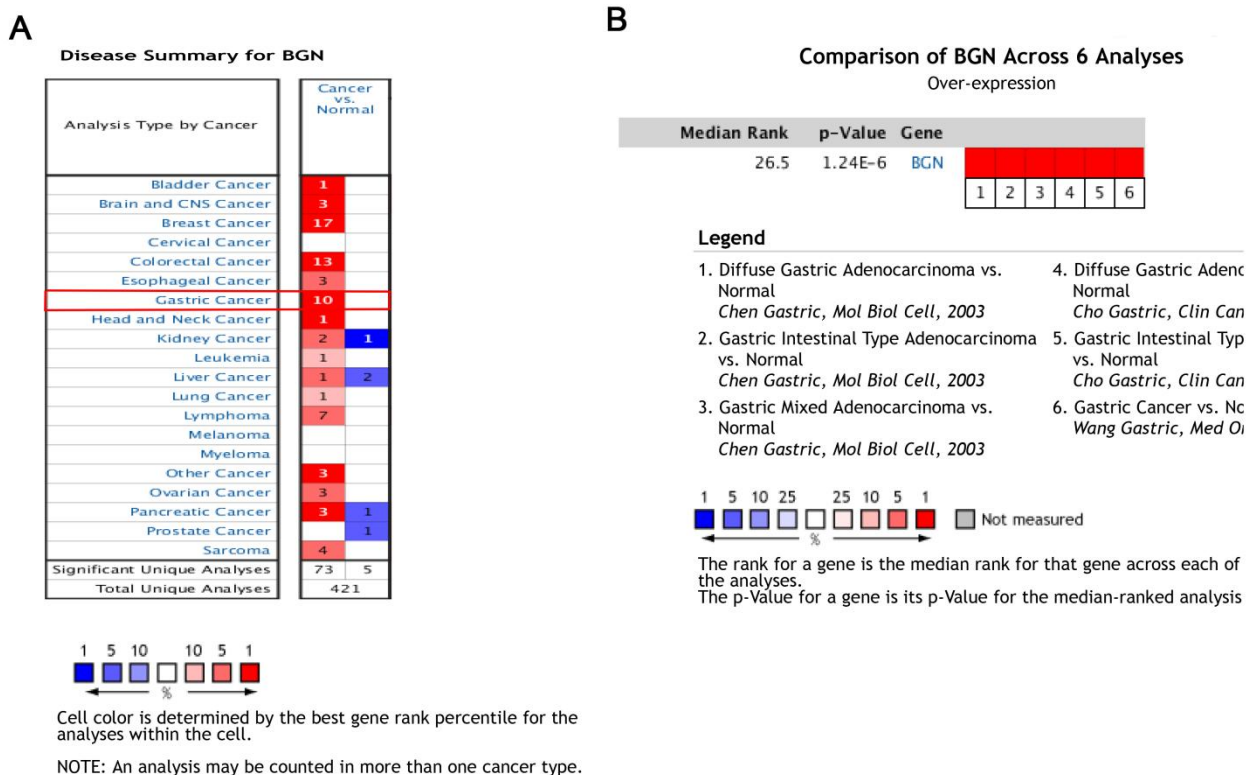 A
Disease Summary for BGN
Analysis Type by Cancer
Cancer
vs.
Normal
Bladder Cancer 1
Brain and CNS Cancer 3
Breast Cancer 17
Cervical Cancer
Colorectal Cancer 13
Esophageal Cancer 3
Gastric Cancer 10
Head and Neck Cancer 1
Kidney Cancer 2 1
Leukemia 1
Liver Cancer 1 2
Lung Cancer 1
Lymphoma 7
Melanoma
Myeloma
Other Cancer 3
Ovarian Cancer 3
Pancreatic Cancer 3 1
Prostate Cancer 1
Sarcoma 4
Significant Unique Analyses 73 5
Total Unique Analyses 421
1 5 10 10 5 1
%
Cell color is determined by the best gene rank percentile for the
analyses within the cell.
NOTE: An analysis may be counted in more than one cancer type.
B
Comparison of BGN Across 6 Analyses
Over-expression
Median Rank p-Value Gene
26.5 1.24E-6 BGN
1 2 3 4 5 6
Legend
1. Diffuse Gastric Adenocarcinoma vs.
Normal
Chen Gastric, Mol Biol Cell, 2003
2. Gastric Intestinal Type Adenocarcinoma
vs. Normal
Chen Gastric, Mol Biol Cell, 2003
3. Gastric Mixed Adenocarcinoma vs.
Normal
Chen Gastric, Mol Biol Cell, 2003
4. Diffuse Gastric Adeno
Normal
Cho Gastric, Clin Can
5. Gastric Intestinal Typ
vs. Normal
Cho Gastric, Clin Can
6. Gastric Cancer vs. No
Wang Gastric, Med On
1 5 10 25 25 10 5 1
%
Not measured
The rank for a gene is the median rank for that gene across each of
the analyses.
The p-Value for a gene is its p-Value for the median-ranked analysis